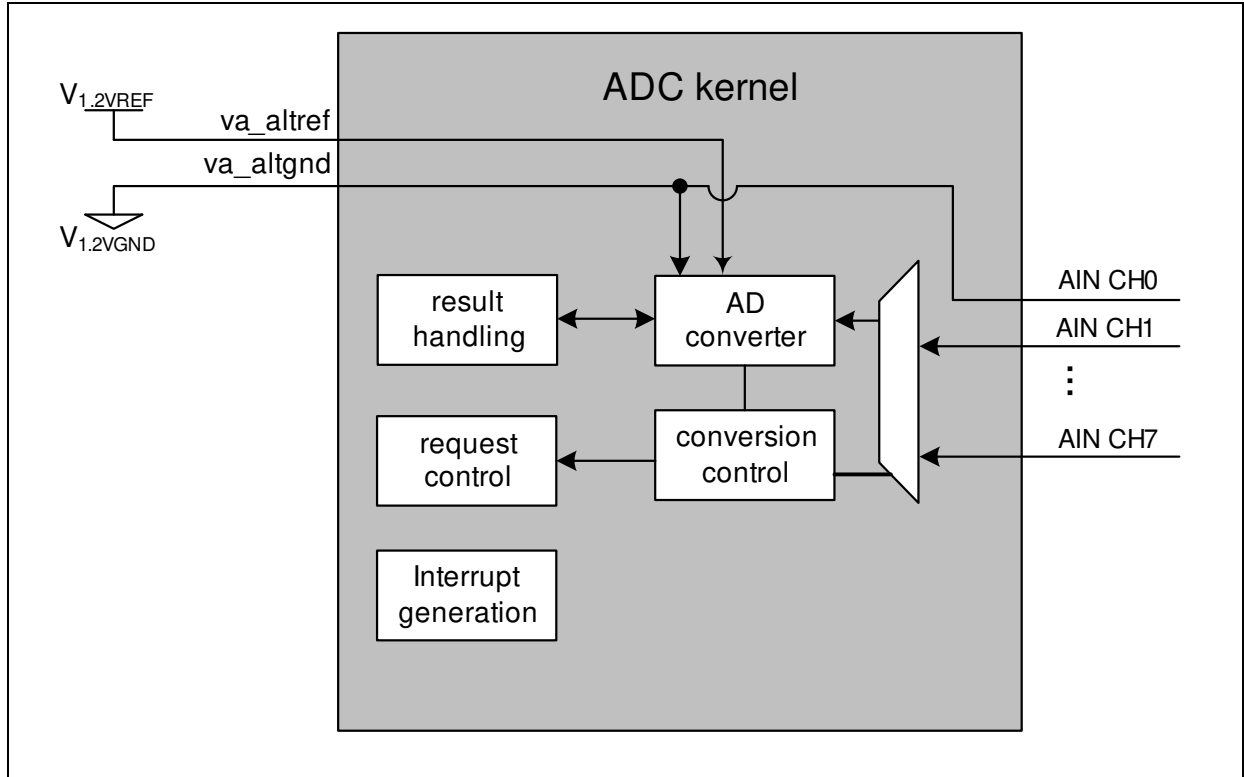 ADC kernel
V1.2VREF
va_altref
va_altgnd
V1.2VGND
AIN CH0
AIN CH1
AIN CH7
result
handling
AD
converter
request
control
conversion
control
Interrupt
generation